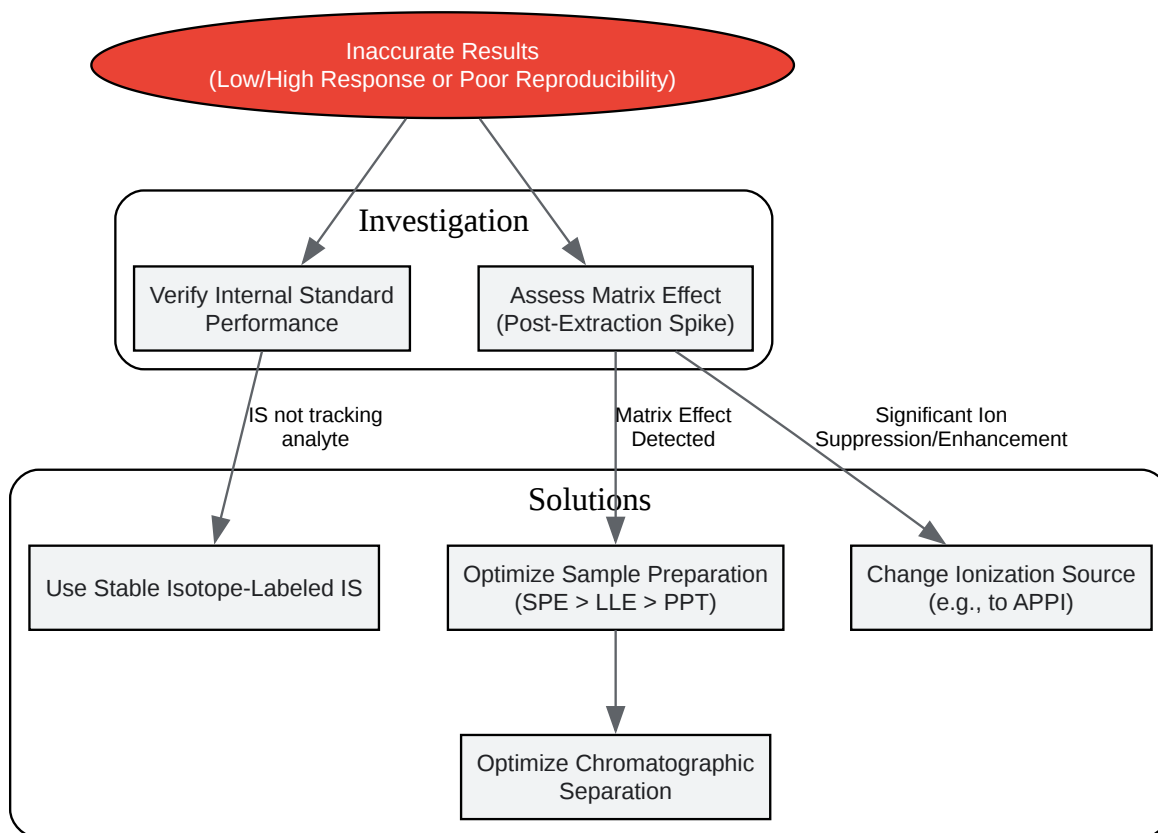 Inaccurate Results
(Low/High Response or Poor Reproducibility)
Investigation
Verify Internal Standard
Performance
Assess Matrix Effect
(Post-Extraction Spike)
IS not tracking
analyte
Matrix Effect
Detected
Significant Ion
Suppression/Enhancement
Solutions
Use Stable Isotope-Labeled IS
Optimize Sample Preparation
(SPE > LLE > PPT)
Change Ionization Source
(e.g., to APPI)
Optimize Chromatographic
Separation